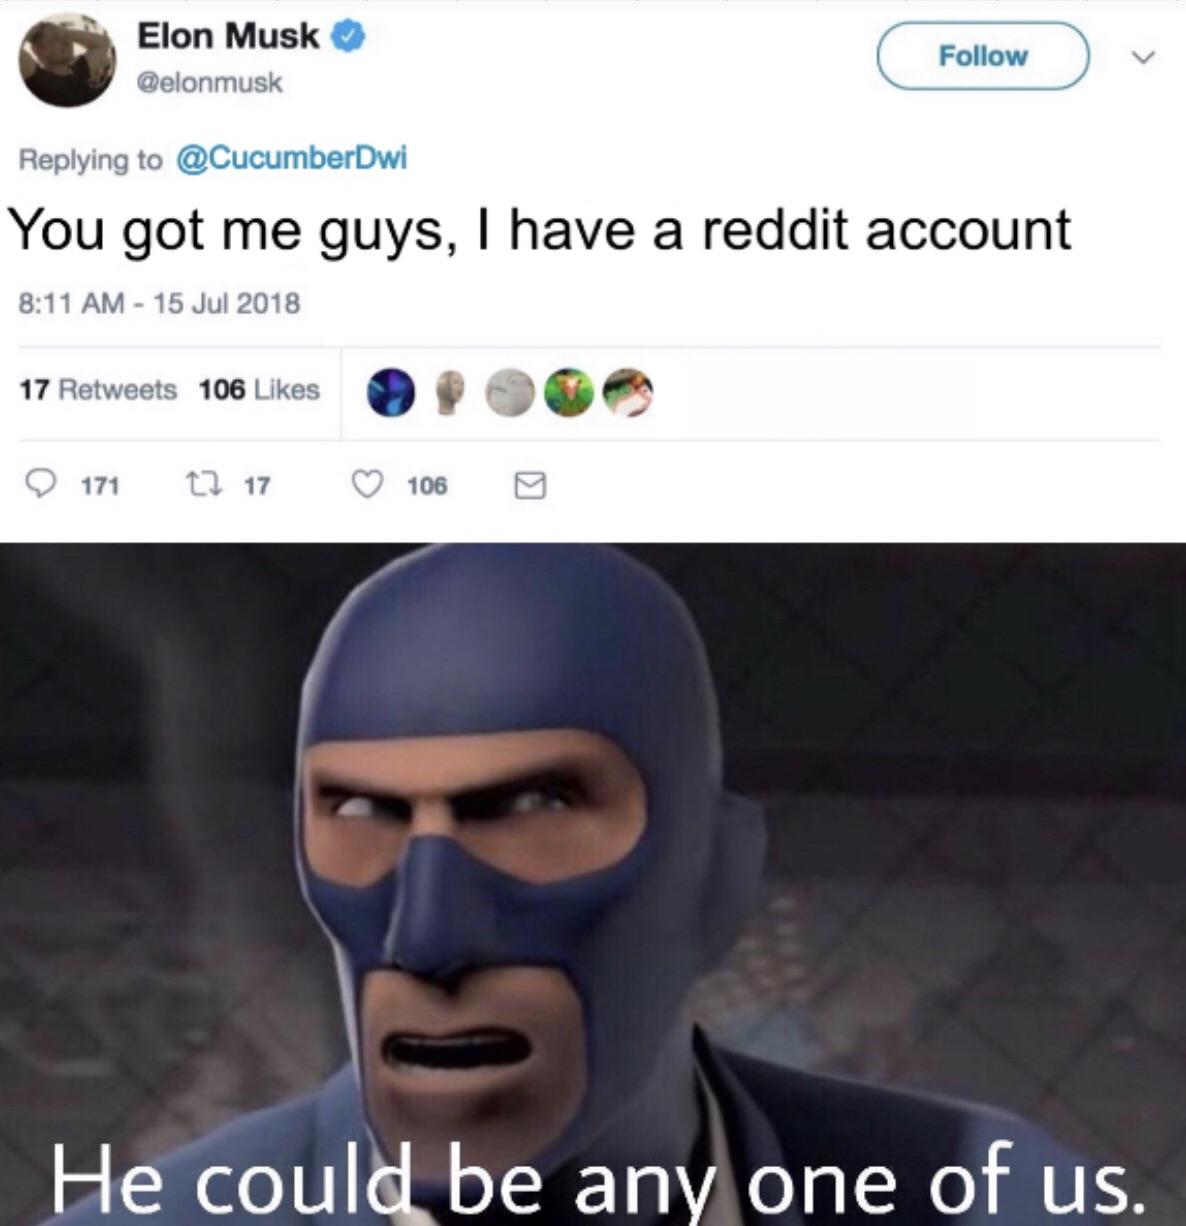 Elon Musk
@elonmusk
Follow
Replying to @CucumberDwi
You got me guys, I have a reddit account
8:11 AM - 15 Jul 2018
17 Retweets 106 Likes
171 17 106
He could be any one of us.